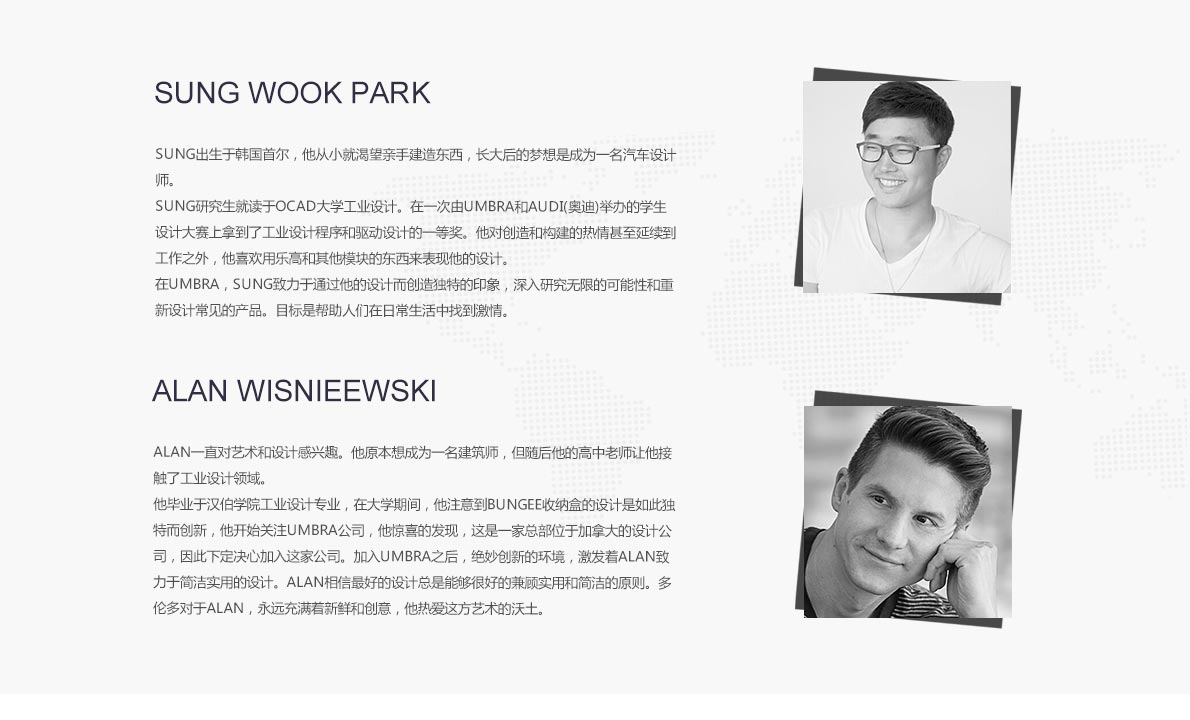 SUNG WOOK PARK
SUNG出生于韩国首尔，他从小就渴望亲手建造东西，长大后的梦想是成为一名汽车设计
师。
SUNG研究生就读于OCAD大学工业设计。在一次由UMBRA和AUDI(奥迪)举办的学生
设计大赛上拿到了工业设计程序和驱动设计的一等奖。他对创造和构建的热情甚至延续到
工作之外，他喜欢用乐高和其他模块的东西来表现他的设计。
在UMBRA，SUNG致力于通过他的设计而创造独特的印象，深入研究无限的可能性和重
新设计常见的产品。目标是帮助人们在日常生活中找到激情。
ALAN WISNIEEWSKI
ALAN一直对艺术和设计感兴趣。他原本想成为一名建筑师，但随后他的高中老师让他接
触了工业设计领域。
他毕业于汉伯学院工业设计专业，在大学期间，他注意到BUNGEE收纳盒的设计是如此独
特而创新，他开始关注UMBRA公司，他惊喜的发现，这是一家总部位于加拿大的设计公
司，因此下定决心加入这家公司。加入UMBRA之后，绝妙创新的环境，激发着ALAN致
力于简洁实用的设计。ALAN相信最好的设计总是能够很好的兼顾实用和简洁的原则。多
伦多对于ALAN，永远充满着新鲜和创意，他热爱这方艺术的沃土。